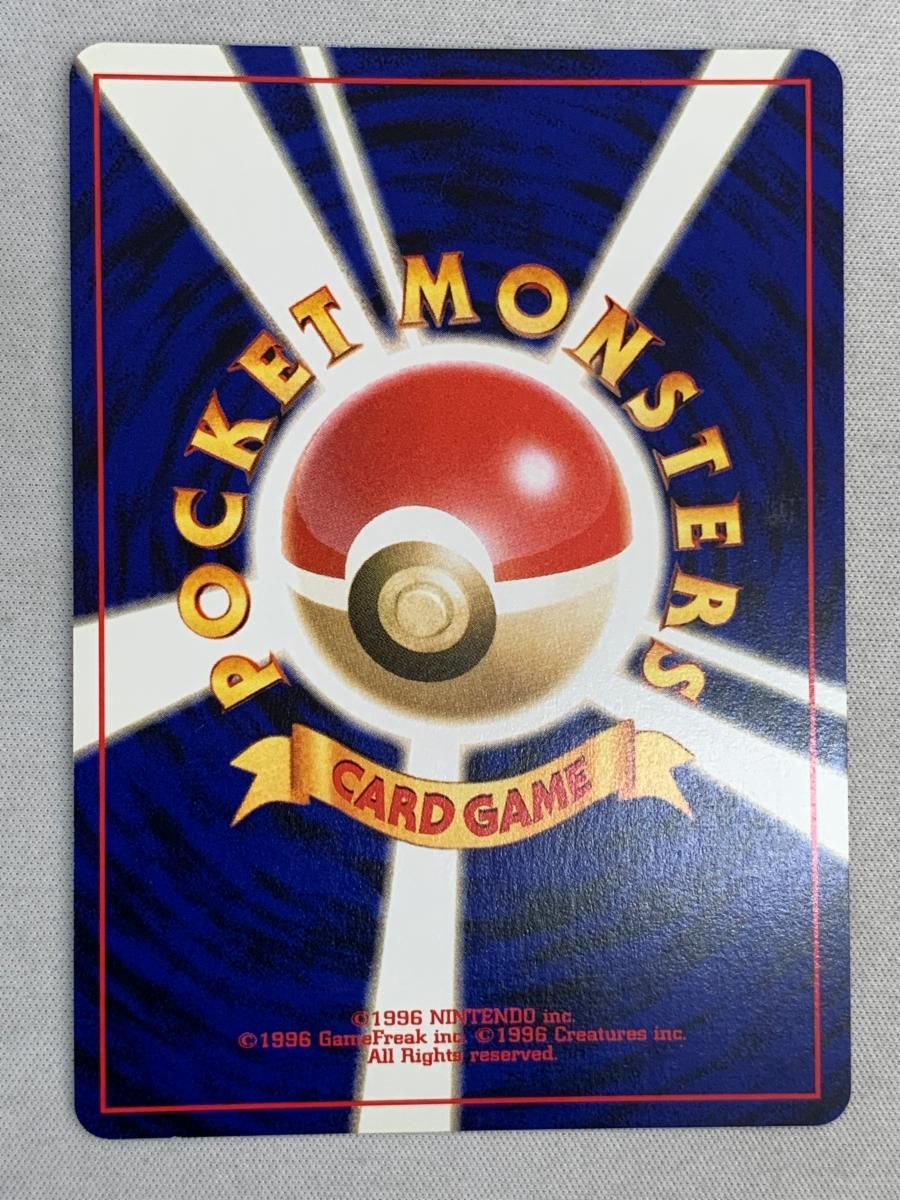 POCKET MONSTERS
CARD GAME
©1996 NINTENDO inc.
©1996 GameFreak inc. ©1996 Creatures inc.
All Rights reserved.